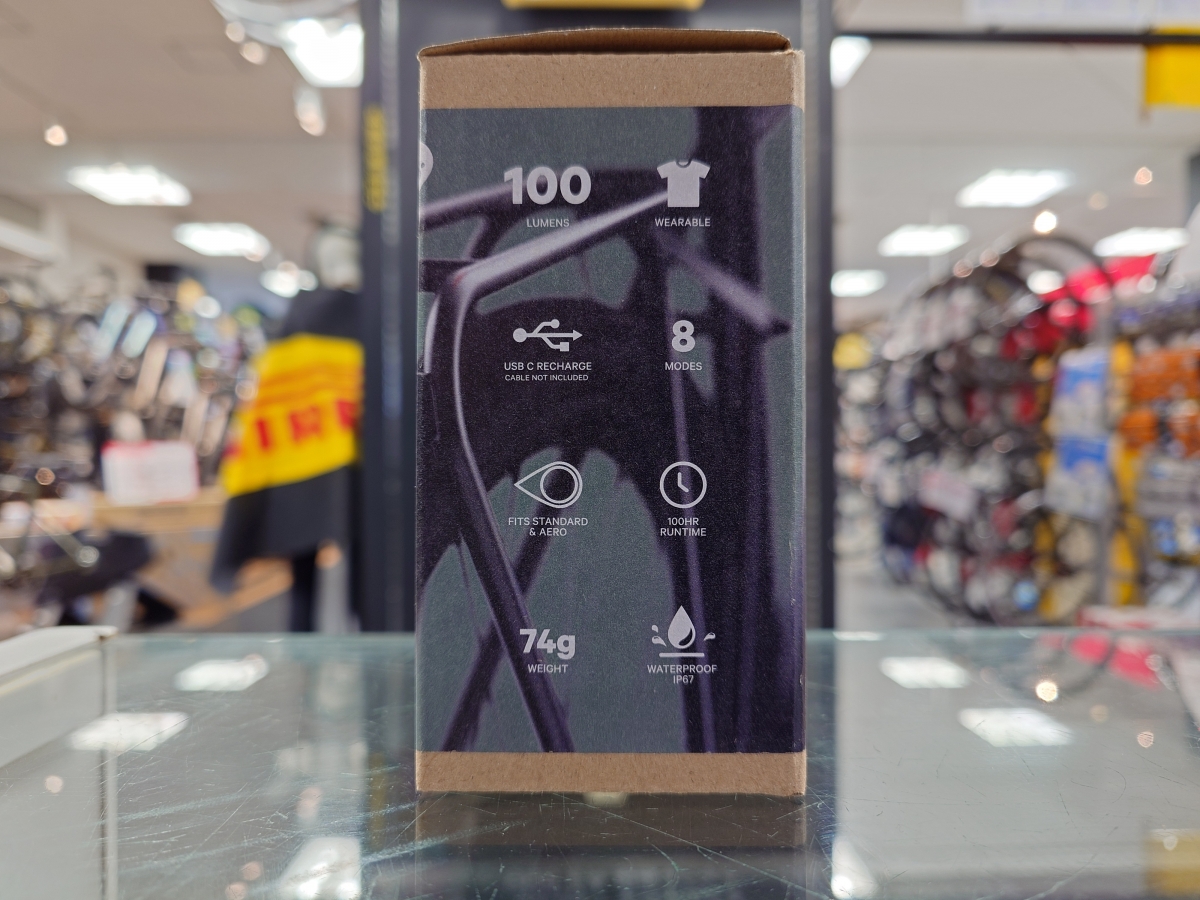 100
LUMENS
WEARABLE
USB C RECHARGE
CABLE NOT INCLUDED
8
MODES
FITS STANDARD
& AERO
100HR
RUNTIME
74g
WEIGHT
WATERPROOF
IP67